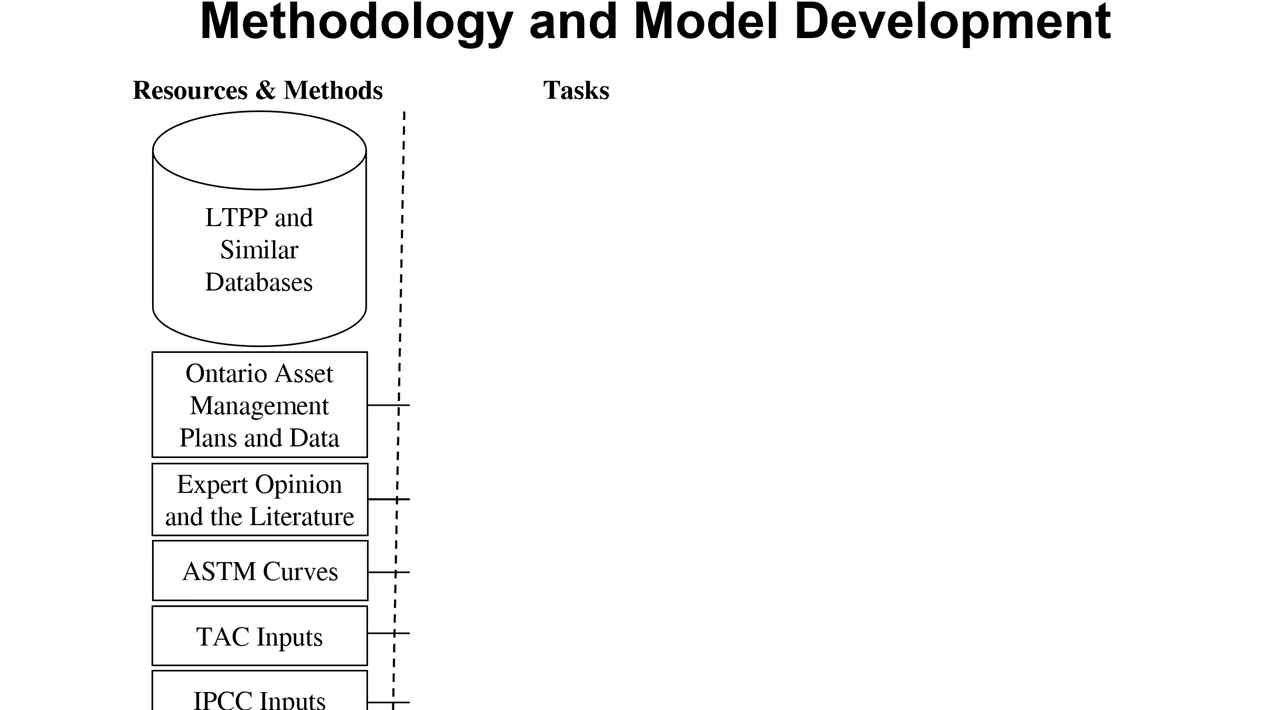 Methodology and Model Development
Resources & Methods
Tasks
LTPP and
Similar
Databases
Ontario Asset
Management
Plans and Data
Expert Opinion
and the Literature
ASTM Curves
TAC Inputs
IPCC Inputs